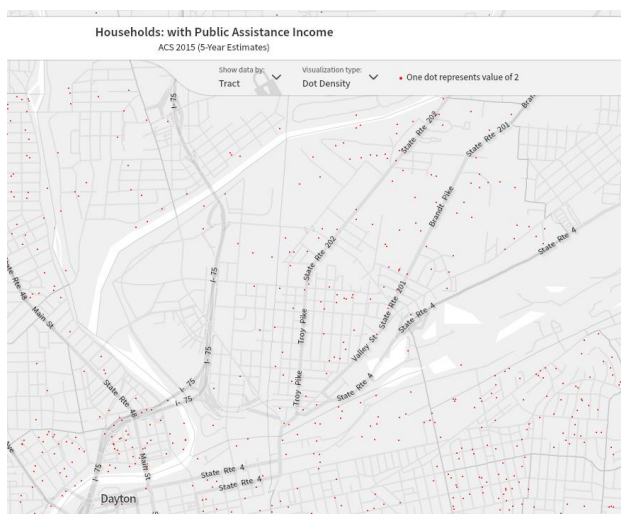 Households: with Public Assistance Income
ACS 2015 (5-Year Estimates)
Show data by:
Tract
Visualization type:
Dot Density
One dot represents value of 2
I- 75
State Rte 202
State Rte 201
Brandt Pike
State Rte 4
State Rte 202
I- 75
State Rte 48
Main St
Troy Pike
State Rte 201
Valley St
State Rte 4
I- 75
I- 75
I- 75
State Rte 48
Troy Pike
State Rte 4
Main St
I- 75
State Rte 4
State Rte 4
Dayton